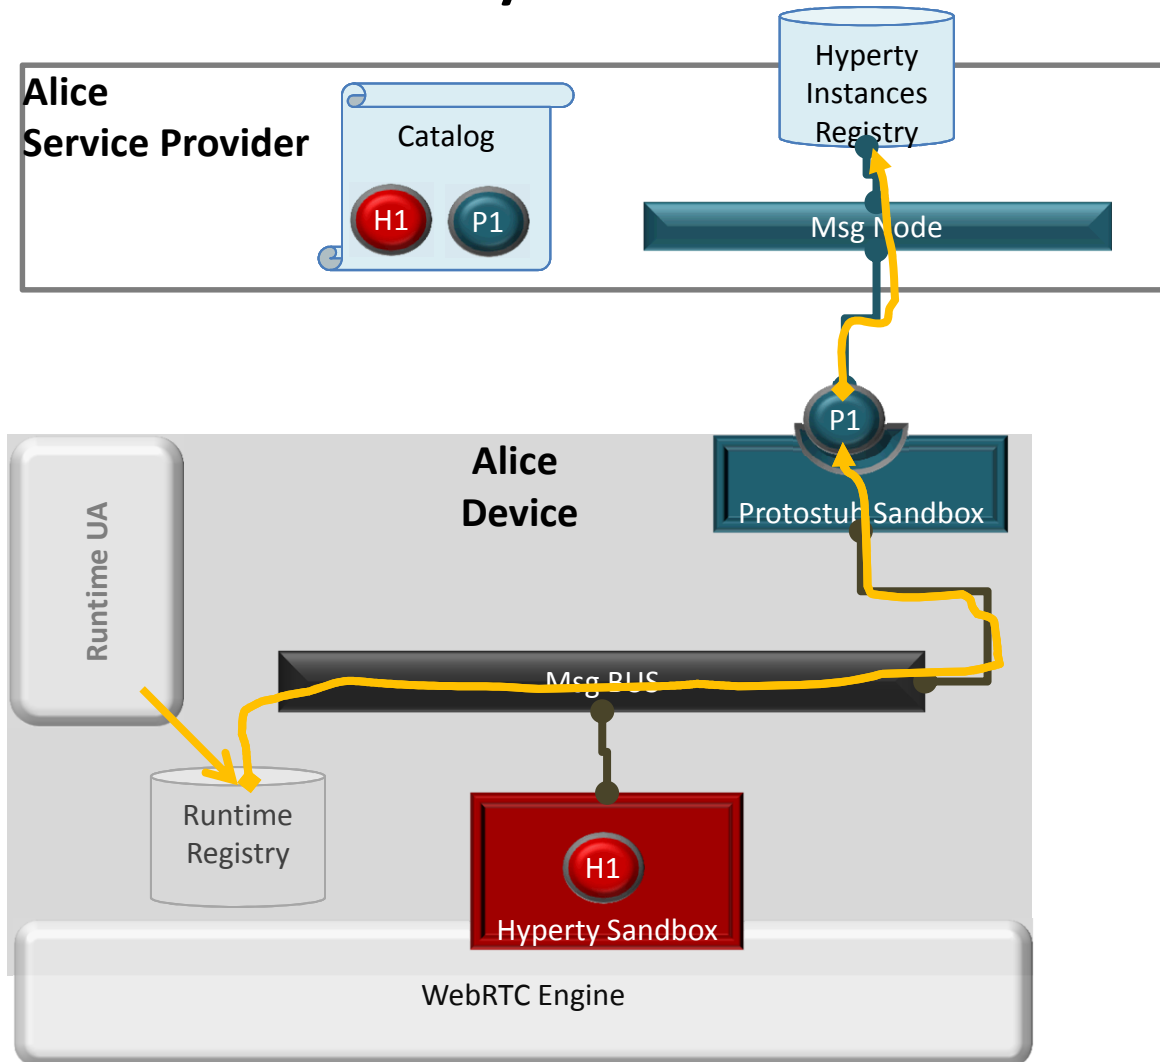 Hyperty
Instances
Registry
Alice
Service Provider
Catalog
H1
P1
Msg Node
P1
Alice
Device
Protostub Sandbox
Runtime UA
Msg BUS
Runtime
Registry
H1
Hyperty Sandbox
WebRTC Engine